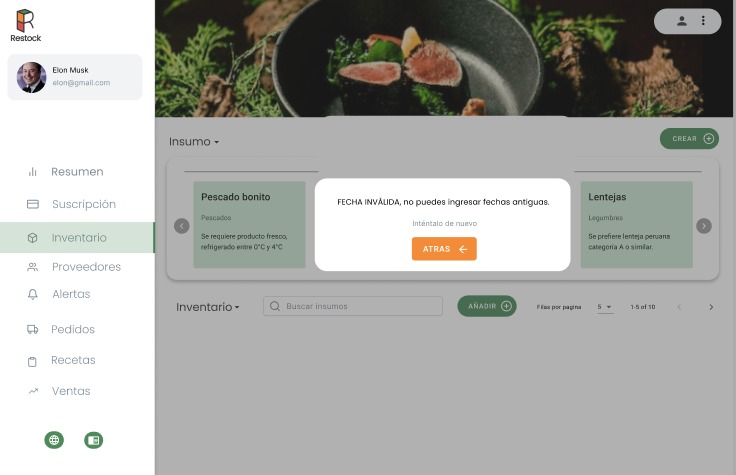 Restock
Elon Musk
elon@gmail.com
Resumen
Suscripción
Inventario
Proveedores
Alertas
Pedidos
Recetas
Ventas
Insumo
CREAR
Pescado bonito
Pescados
Se requiere producto fresco,
refrigerado entre 0°C y 4°C
FECHA INVÁLIDA, no puedes ingresar fechas antiguas.
Inténtalo de nuevo
ATRAS
Lentejas
Legumbres
Se prefiere lenteja peruana
categoría A o similar.
Inventario
Buscar insumos
AÑADIR
Filas por pagina
5
1-5 of 10